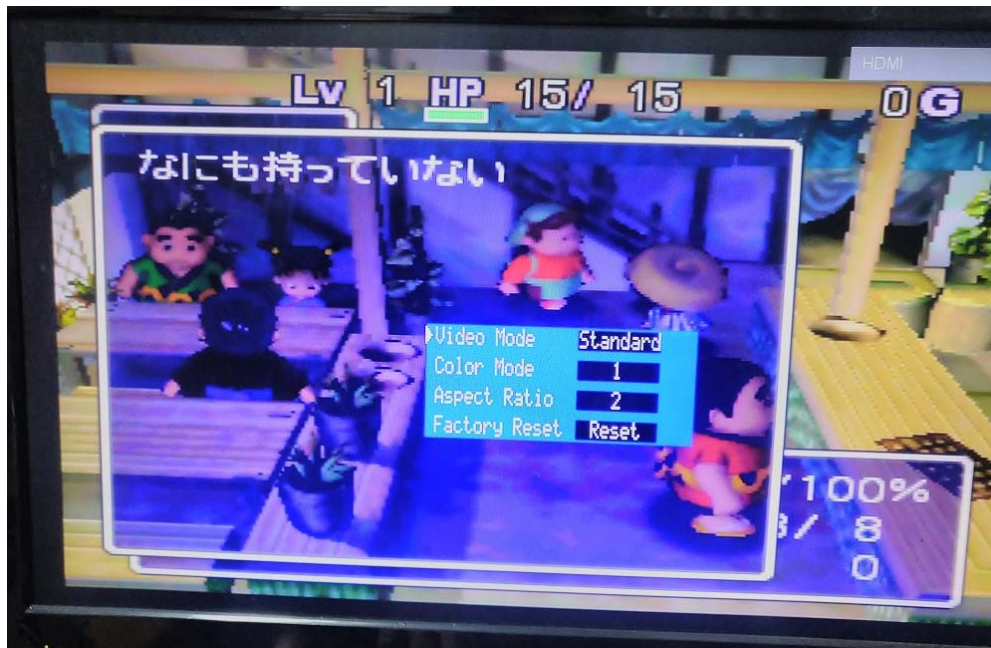 HDMI
Lv 1 HP 15/ 15 0G
なにも持っていない
Video Mode Standard
Color Mode 1
Aspect Ratio 2
Factory Reset Reset
100%
/ 8
0